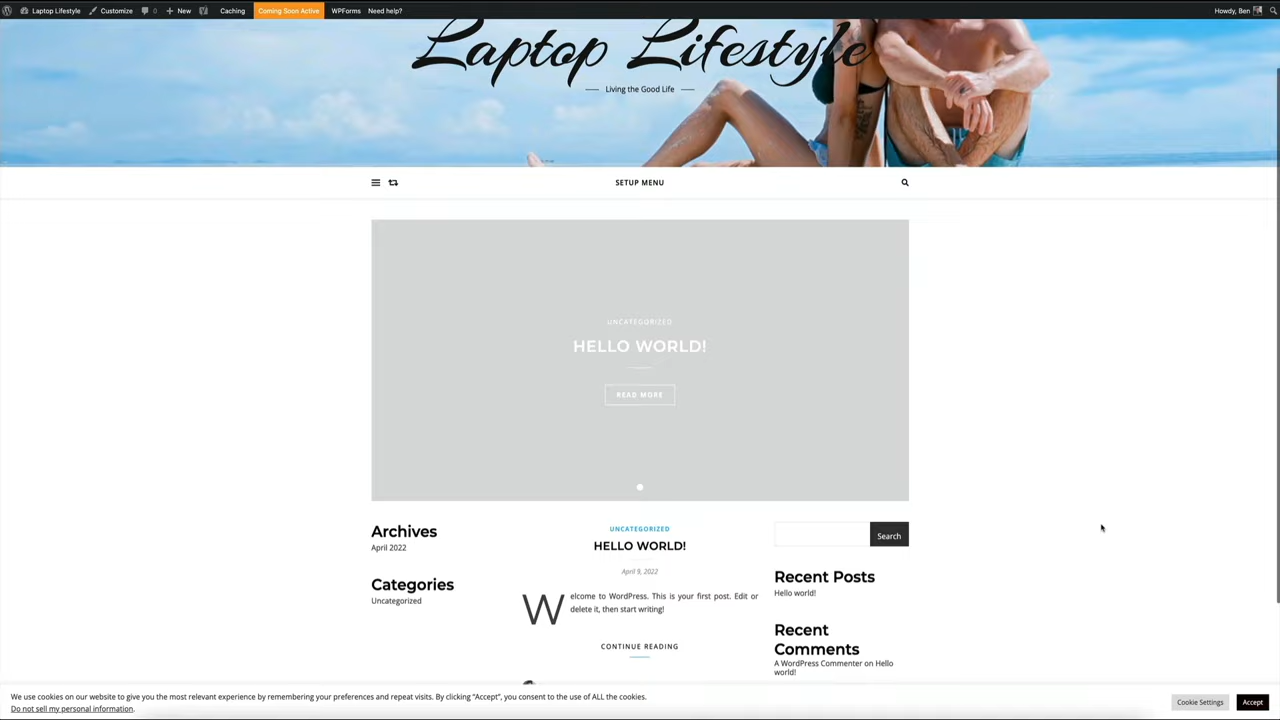 Laptop Lifestyle Customize 0 New Caching Coming Soon Active WPForms Need help? Howdy, Ben
Laptop Lifestyle
Living the Good Life
SETUP MENU
UNCATEGORIZED
HELLO WORLD!
READ MORE
Archives
April 2022
Categories
Uncategorized
UNCATEGORIZED
HELLO WORLD!
April 9, 2022
Welcome to WordPress. This is your first post. Edit or
delete it, then start writing!
CONTINUE READING
Search
Recent Posts
Hello world!
Recent
Comments
A WordPress Commenter on Hello
world!
We use cookies on our website to give you the most relevant experience by remembering your preferences and repeat visits. By clicking "Accept", you consent to the use of ALL the cookies.
Do not sell my personal information.
Cookie Settings Accept